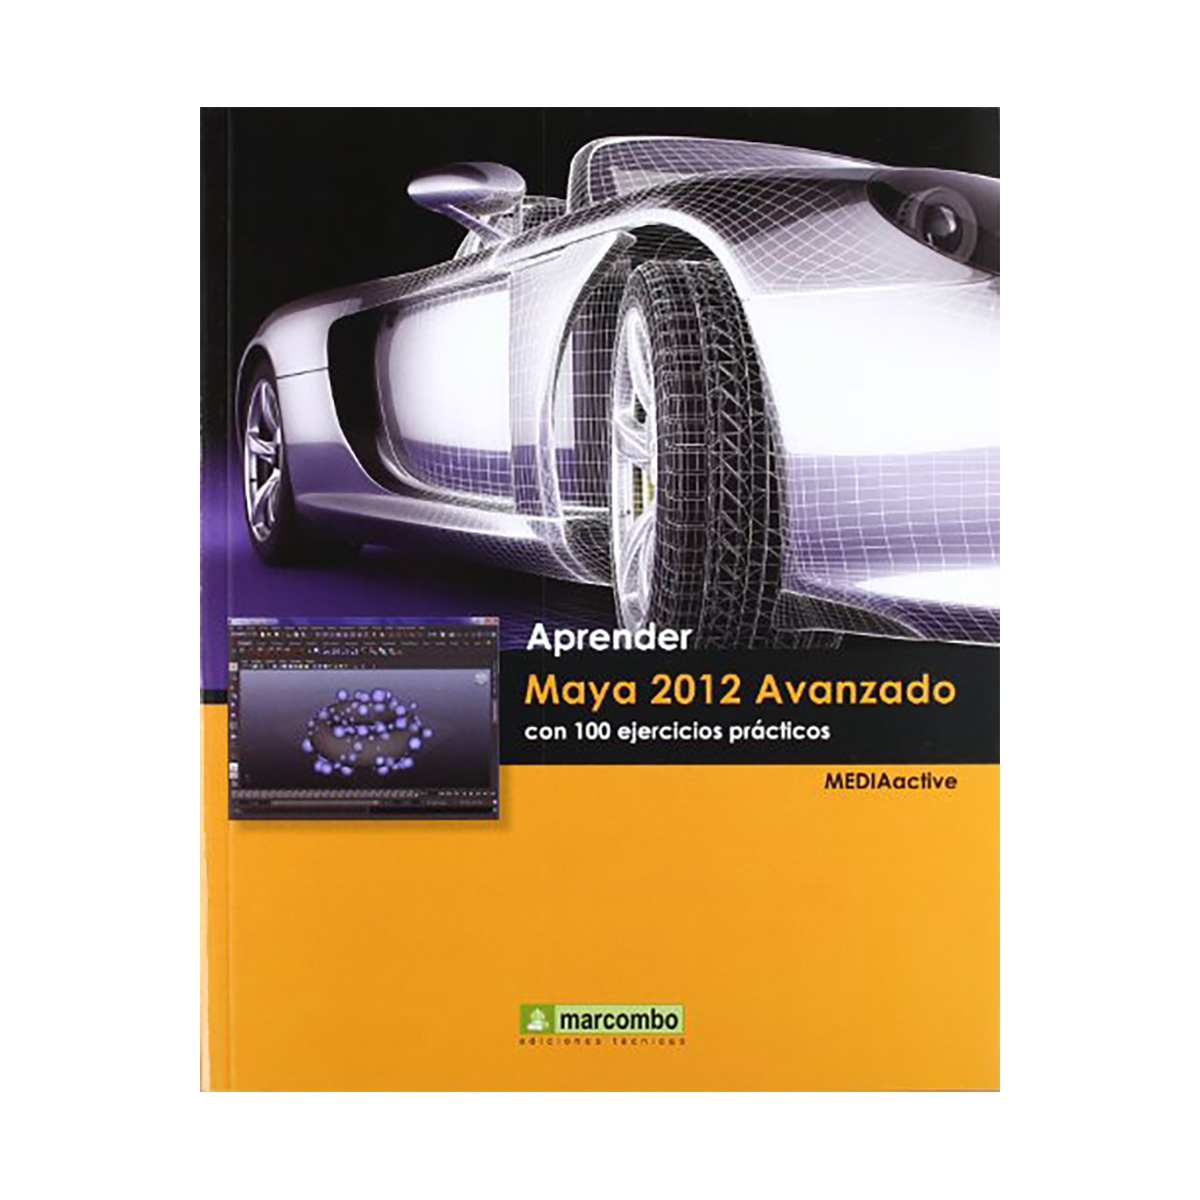 Aprender
Maya 2012 Avanzado
con 100 ejercicios prácticos
MEDIAactive
marcombo
ediciones técnicas